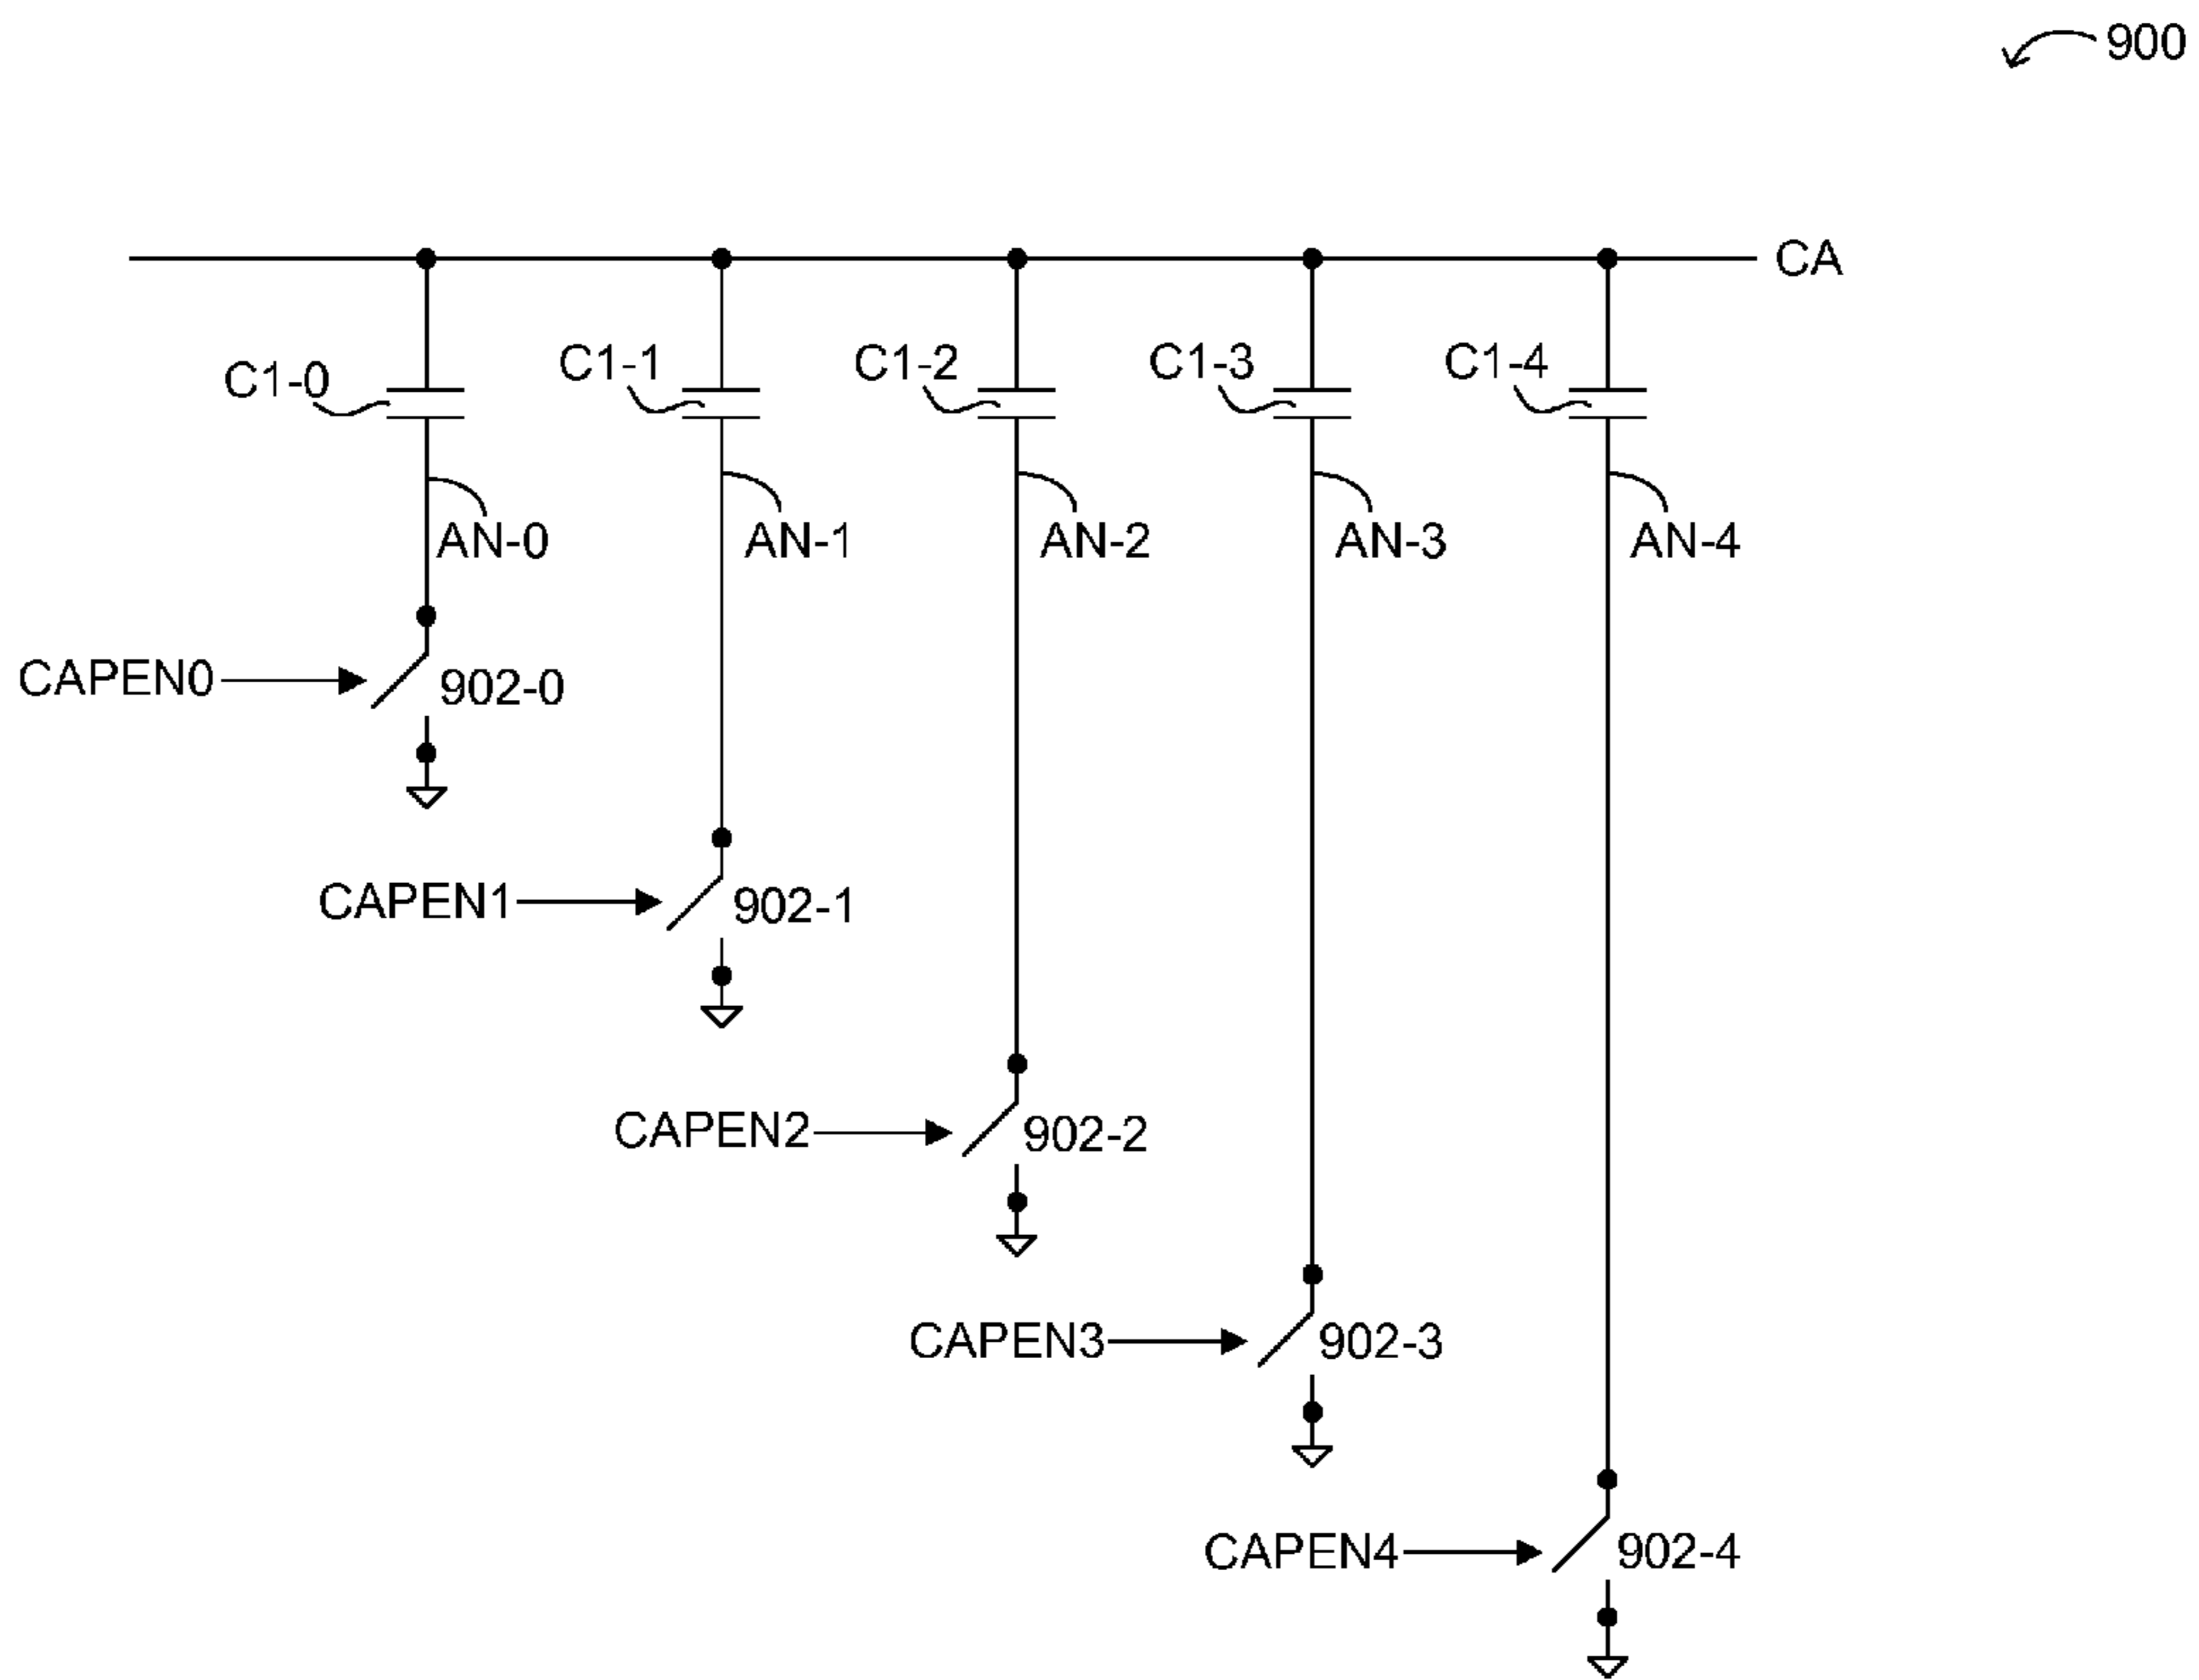 900
CA
C1-0
C1-1
C1-2
C1-3
C1-4
AN-0
AN-1
AN-2
AN-3
AN-4
CAPEN0
902-0
CAPEN1
902-1
CAPEN2
902-2
CAPEN3
902-3
CAPEN4
902-4